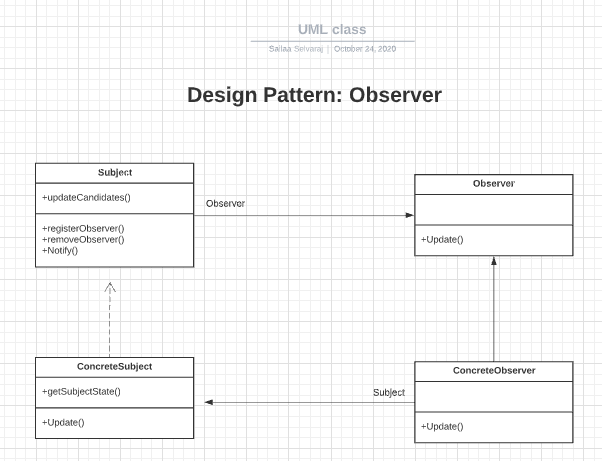 UML class
Sailaa Selvaraj | October 24, 2020
Design Pattern: Observer
Subject
+updateCandidates()
+registerObserver()
+removeObserver()
+Notify()
Observer
Observer
+Update()
ConcreteSubject
+getSubjectState()
+Update()
Subject
ConcreteObserver
+Update()